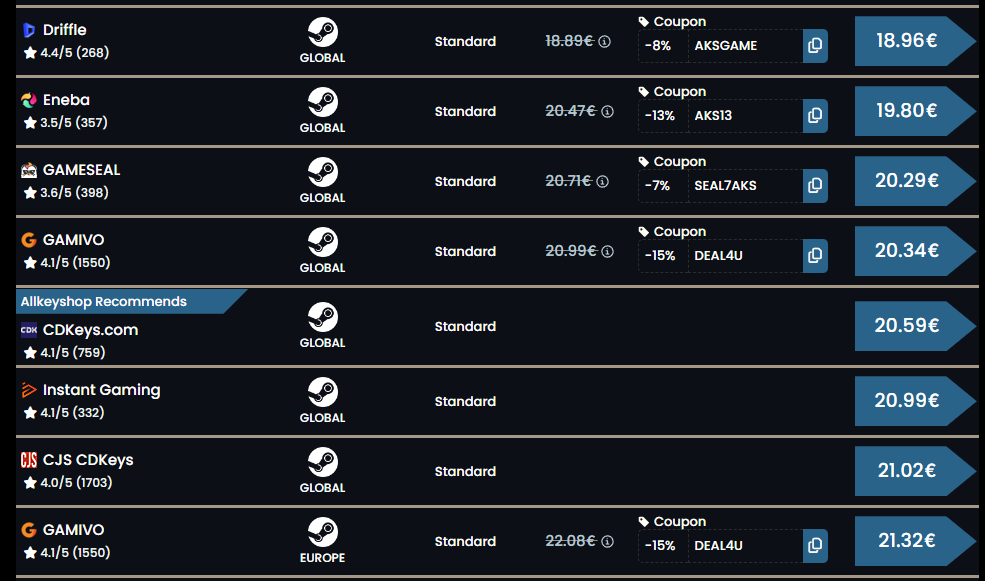 Driffle
4.4/5 (268)
GLOBAL
Standard
18.89€
Coupon
-8% AKSGAME
18.96€
Eneba
3.5/5 (357)
GLOBAL
Standard
20.47€
Coupon
-13% AKS13
19.80€
GAMESEAL
3.6/5 (398)
GLOBAL
Standard
20.71€
Coupon
-7% SEAL7AKS
20.29€
GAMIVO
4.1/5 (1550)
GLOBAL
Standard
20.99€
Coupon
-15% DEAL4U
20.34€
Allkeyshop Recommends
CDK CDKeys.com
4.1/5 (759)
GLOBAL
Standard
20.59€
Instant Gaming
4.1/5 (332)
GLOBAL
Standard
20.99€
CJS CJS CDKeys
4.0/5 (1703)
GLOBAL
Standard
21.02€
GAMIVO
4.1/5 (1550)
EUROPE
Standard
22.08€
Coupon
-15% DEAL4U
21.32€